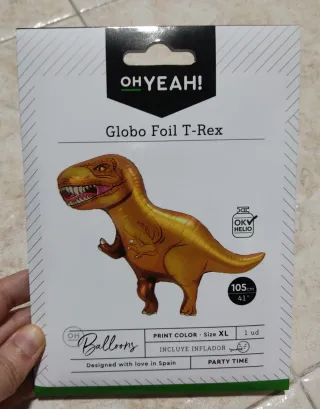 OH YEAH!
Globo Foil T-Rex
OK
HELIO
105cm
41"
OH
Balloons
PRINT COLOR - Size XL
1 ud
INCLUYE INFLADOR
Designed with love in Spain
PARTY TIME